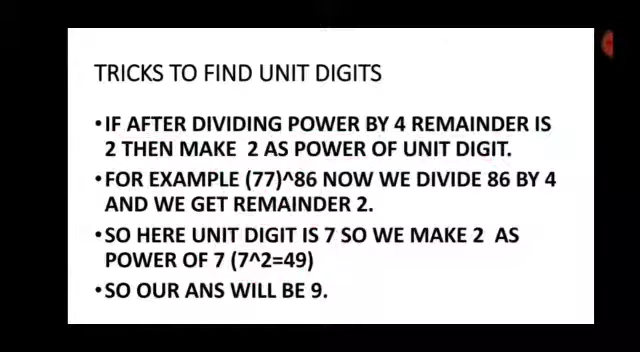 TRICKS TO FIND UNIT DIGITS
•IF AFTER DIVIDING POWER BY 4 REMAINDER IS
2 THEN MAKE 2 AS POWER OF UNIT DIGIT.
•FOR EXAMPLE (77)^86 NOW WE DIVIDE 86 BY 4
AND WE GET REMAINDER 2.
•SO HERE UNIT DIGIT IS 7 SO WE MAKE 2 AS
POWER OF 7 (7^2=49)
•SO OUR ANS WILL BE 9.